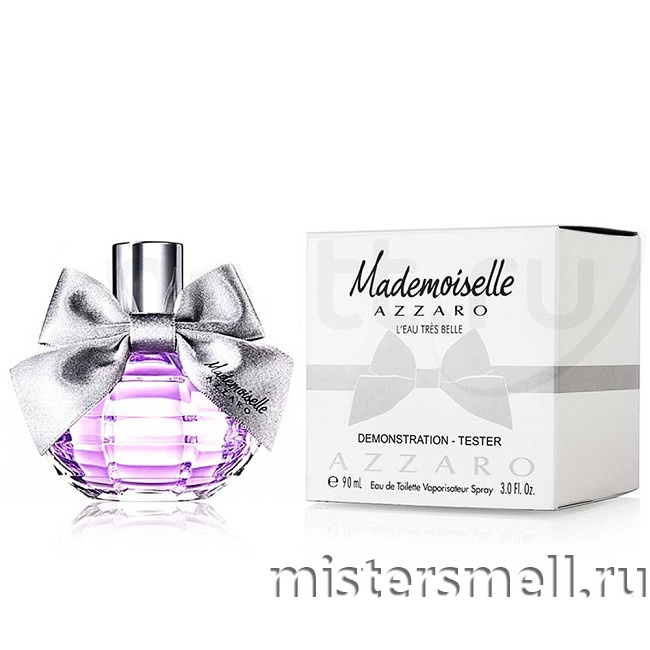 Mademoiselle
AZZARO
Mademoiselle
AZZARO
L'EAU TRÉS BELLE
DEMONSTRATION - TESTER
AZZARO
℮ 90 mL Eau de Toilette Vaporisateur Spray 3.0 Fl. Oz.
mistersmell.ru